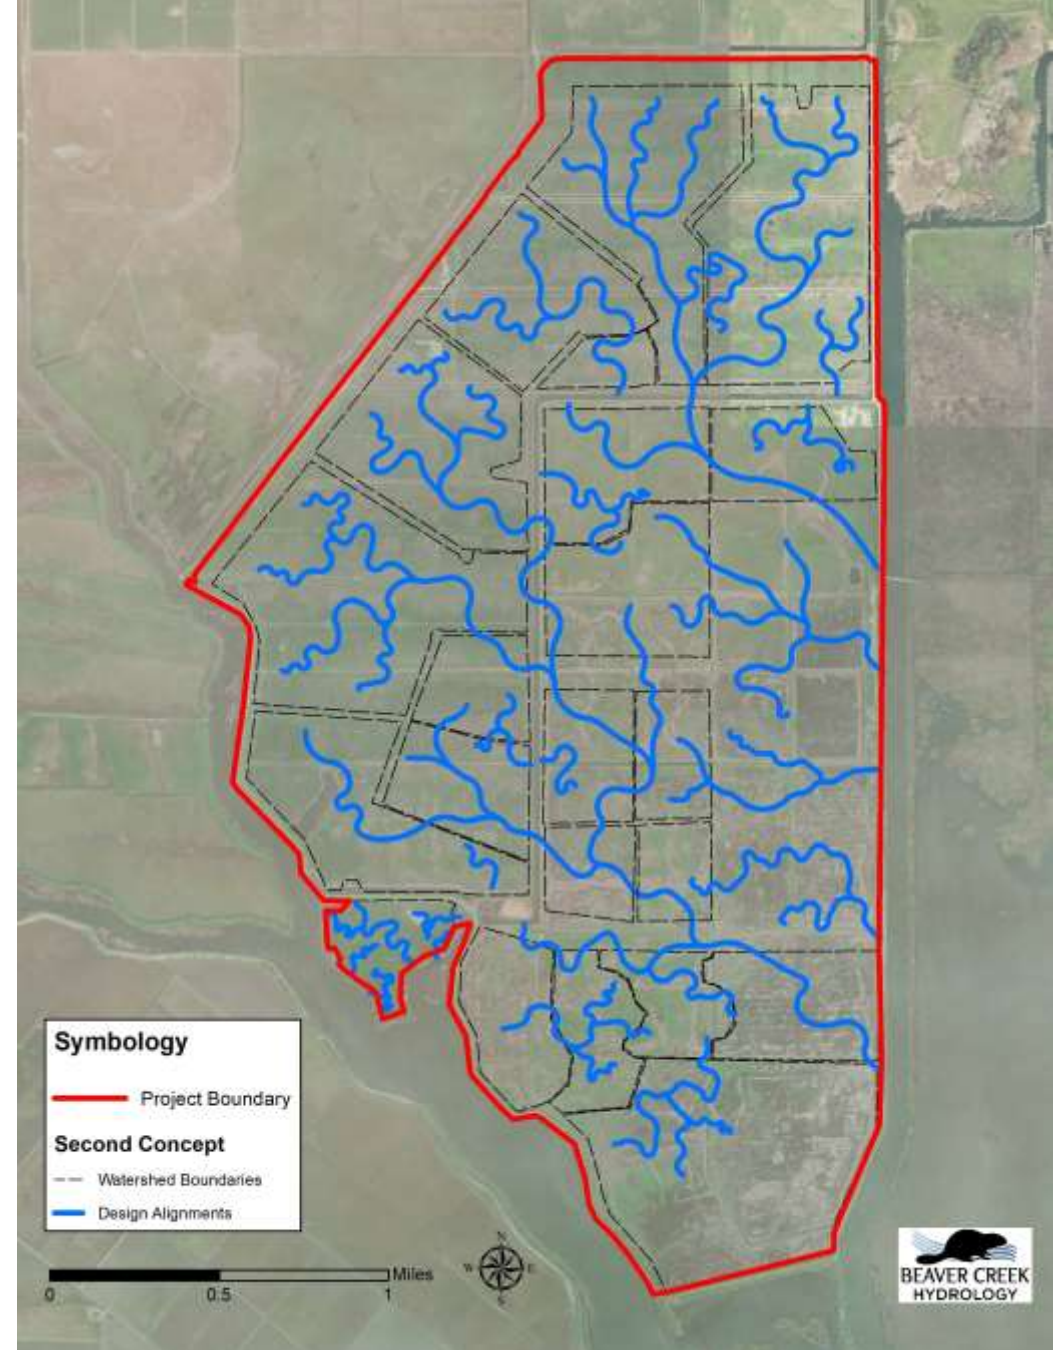 Symbology
Project Boundary
Second Concept
Watershed Boundaries
Design Alignments
N
W E
S
Miles
0 0.5 1
BEAVER CREEK
HYDROLOGY